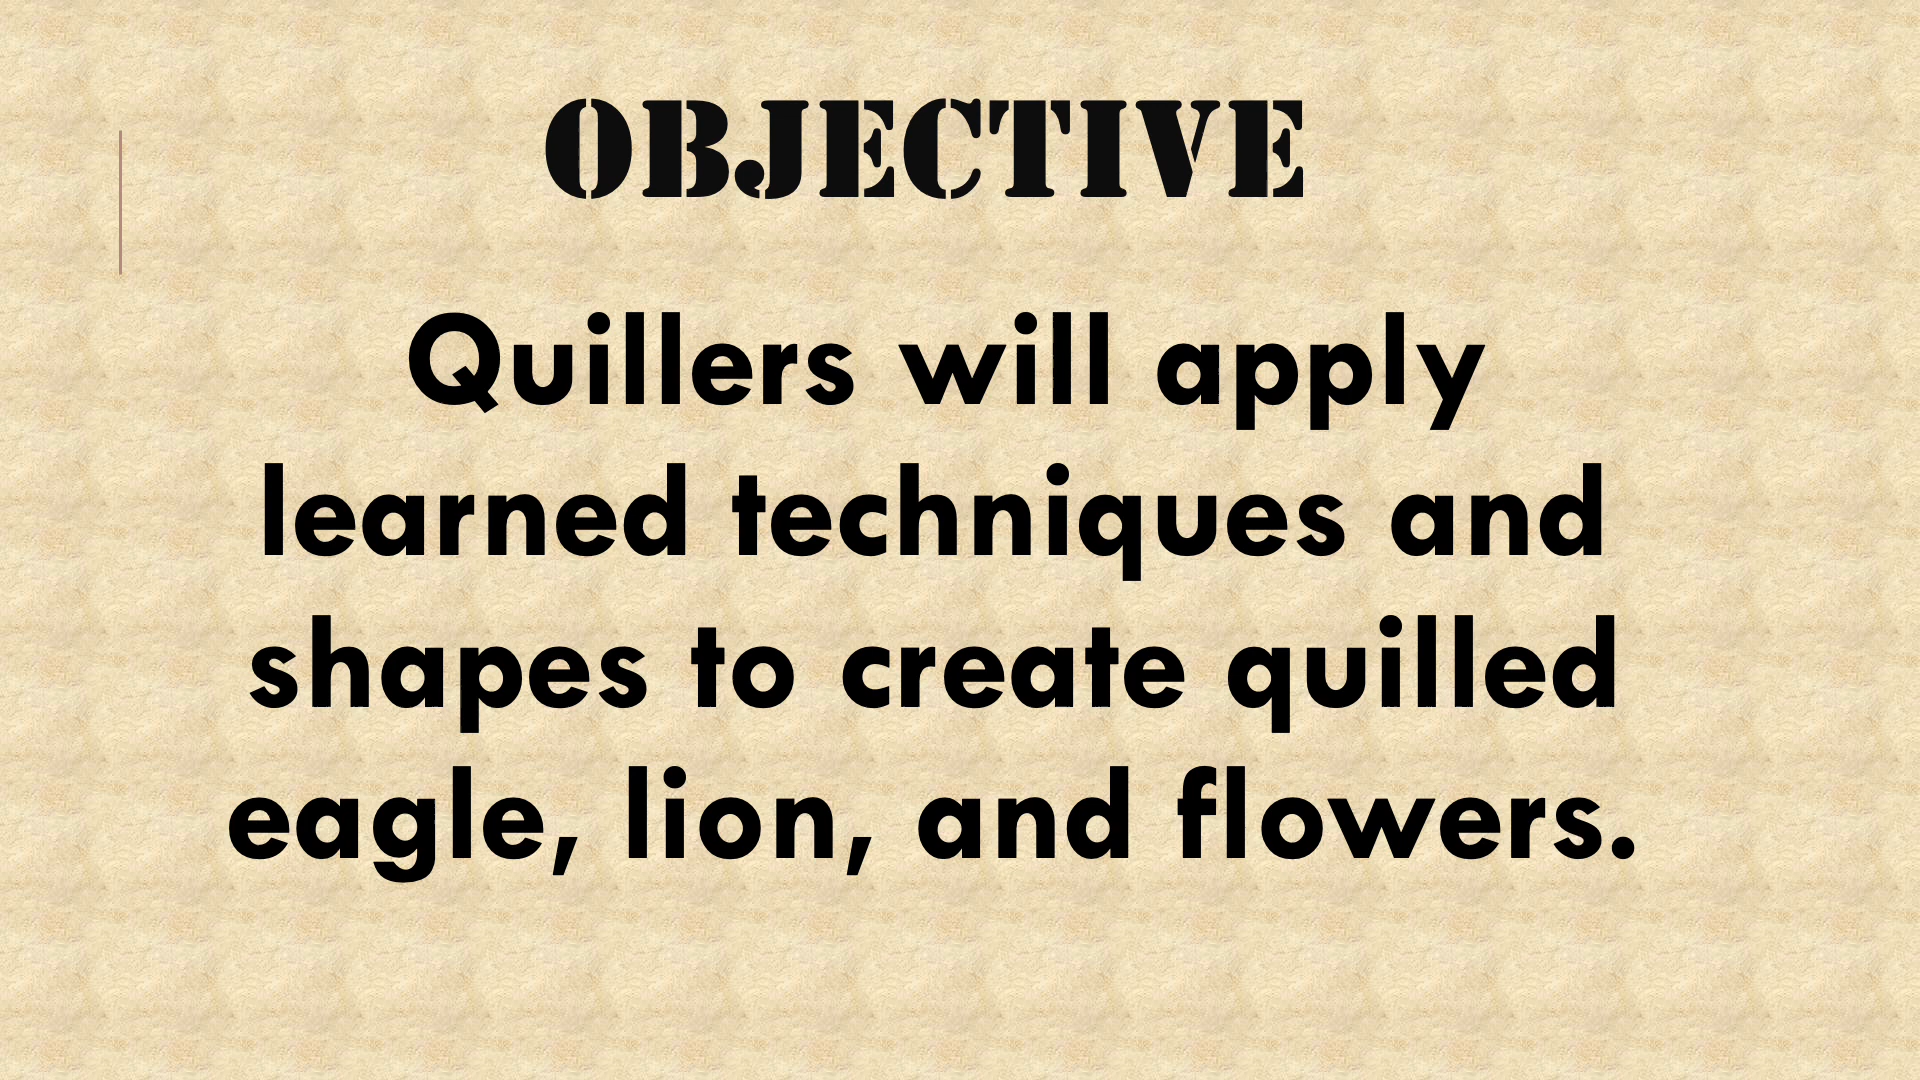 OBJECTIVE
Quillers will apply
learned techniques and
shapes to create quilled
eagle, lion, and flowers.